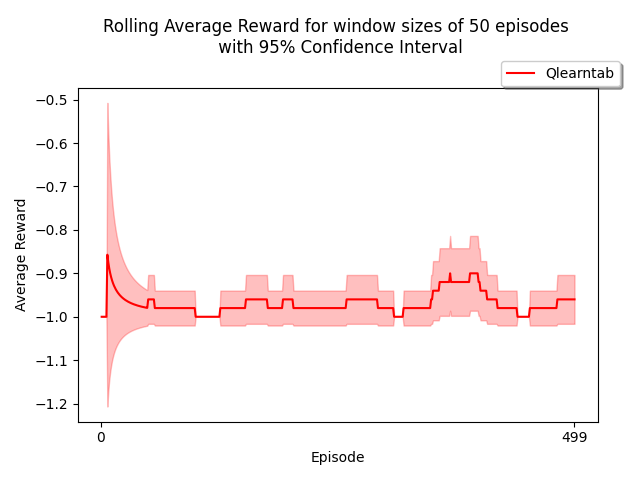 Rolling Average Reward for window sizes of 50 episodes
with 95% Confidence Interval
Qlearntab
−0.5
−0.6
−0.7
−0.8
−0.9
−1.0
−1.1
−1.2
Average Reward
0
499
Episode